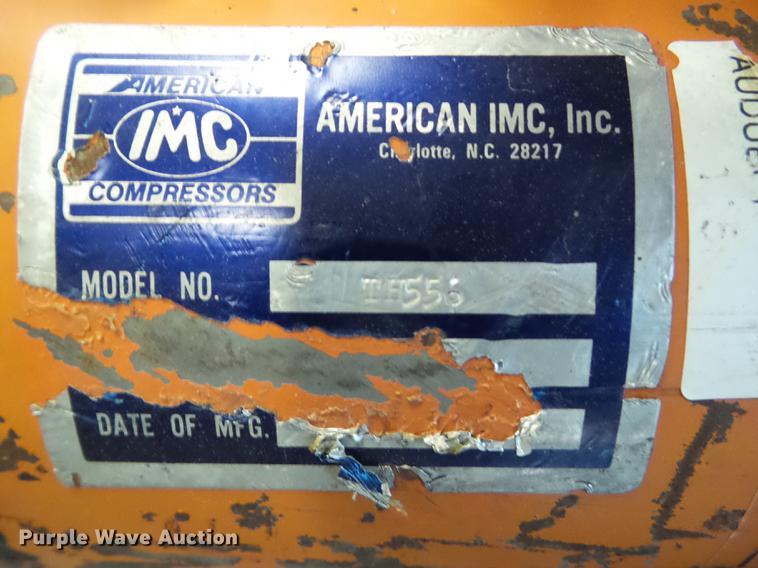 AMERICAN
IMC
COMPRESSORS
AMERICAN IMC, Inc.
Charlotte, N.C. 28217
MODEL NO.
DATE OF MFG.
Purple Wave Auction